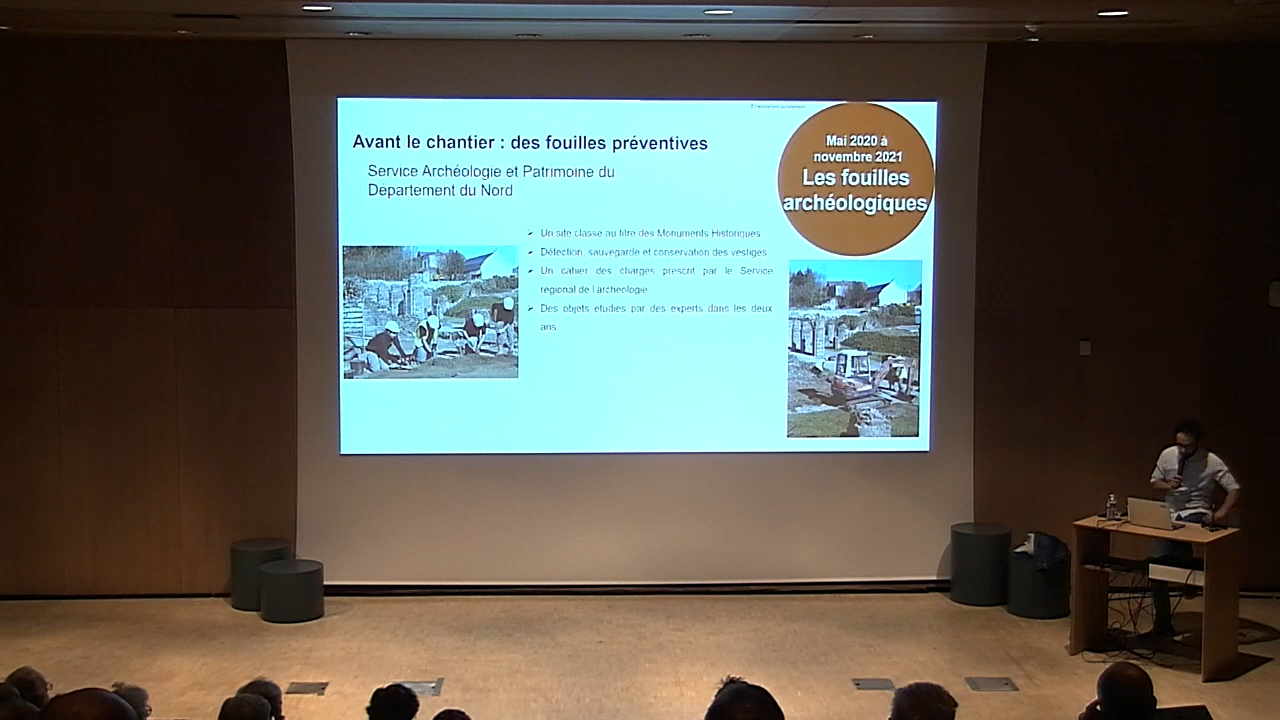 Avant le chantier : des fouilles préventives
Service Archéologie et Patrimoine du
Département du Nord
Mai 2020 à
novembre 2021
Les fouilles
archéologiques
Un site classé au titre des Monuments Historiques
Détection, sauvegarde et conservation des vestiges
Un cahier des charges prescrit par le Service
régional de l'archéologie
Des objets étudiés par des experts dans les deux
ans